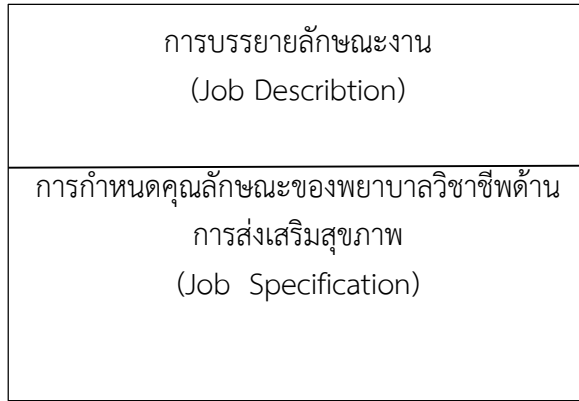 การบรรยายลักษณะงาน
(Job Describtion)
การกำหนดคุณลักษณะของพยาบาลวิชาชีพด้าน
การส่งเสริมสุขภาพ
(Job Specification)